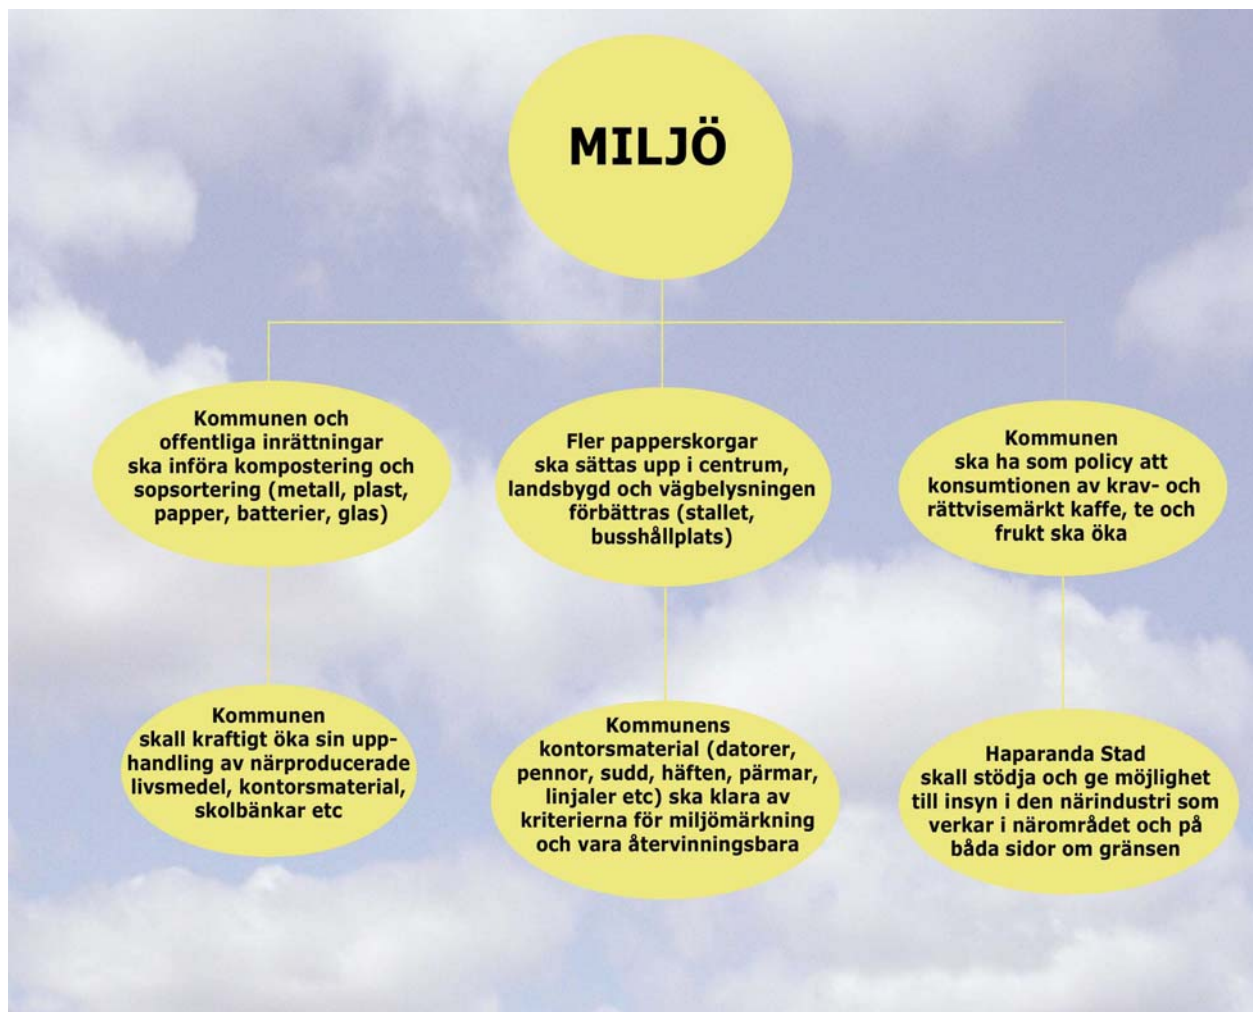 MILJÖ
Kommunen och
offentliga inrättningar
ska införa kompostering och
sopsortering (metall, plast,
papper, batterier, glas)
Fler papperskorgar
ska sättas upp i centrum,
landsbygd och vägbelysningen
förbättras (stallet,
busshållplats)
Kommunen
ska ha som policy att
konsumtionen av krav- och
rättvisemärkt kaffe, te och
frukt ska öka
Kommunen
skall kraftigt öka sin upp-
handling av närproducerade
livsmedel, kontorsmaterial,
skolbänkar etc
Kommunens
kontorsmaterial (datorer,
pennor, sudd, häften, pärmar,
linjaler etc) ska klara av
kriterierna för miljömärkning
och vara återvinningsbara
Haparanda Stad
skall stödja och ge möjlighet
till insyn i den närindustri som
verkar i närområdet och på
båda sidor om gränsen